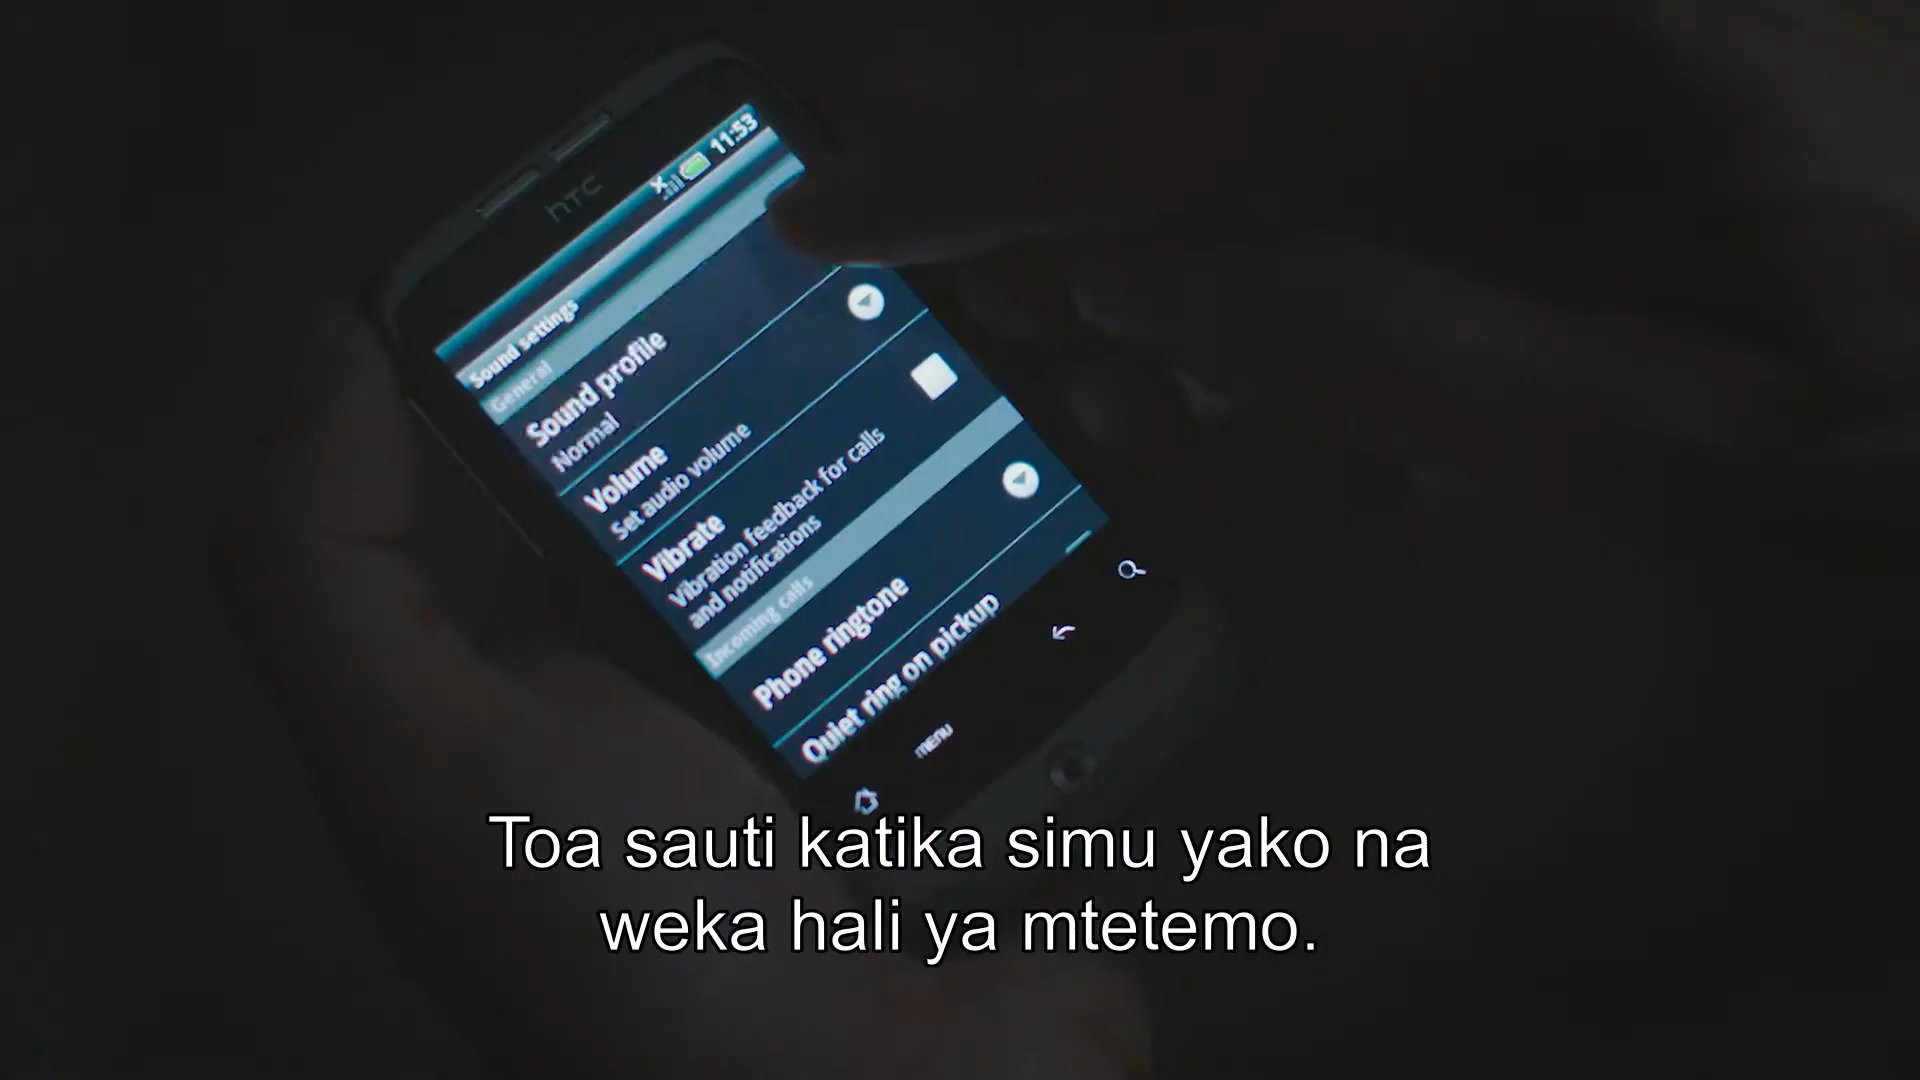 11:53
hTC
Sound settings
General
Sound profile
Normal
Volume
Set audio volume
Vibrate
Vibration feedback for calls
and notifications
Incoming calls
Phone ringtone
Quiet ring on pickup
menu
Toa sauti katika simu yako na
weka hali ya mtetemo.